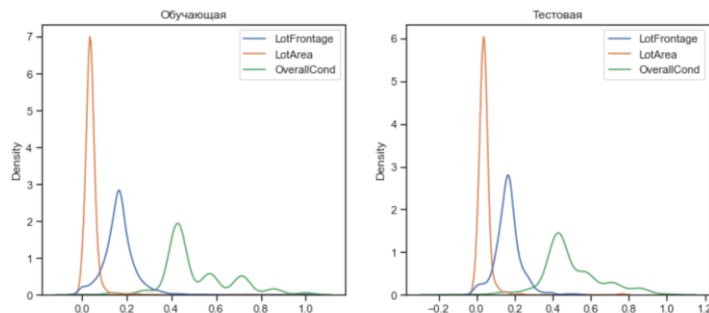 Обучающая
LotFrontage
LotArea
OverallCond
Density
7
6
5
4
3
2
1
0
0.0 0.2 0.4 0.6 0.8 1.0
Тестовая
LotFrontage
LotArea
OverallCond
Density
6
5
4
3
2
1
0
−0.2 0.0 0.2 0.4 0.6 0.8 1.0 1.2